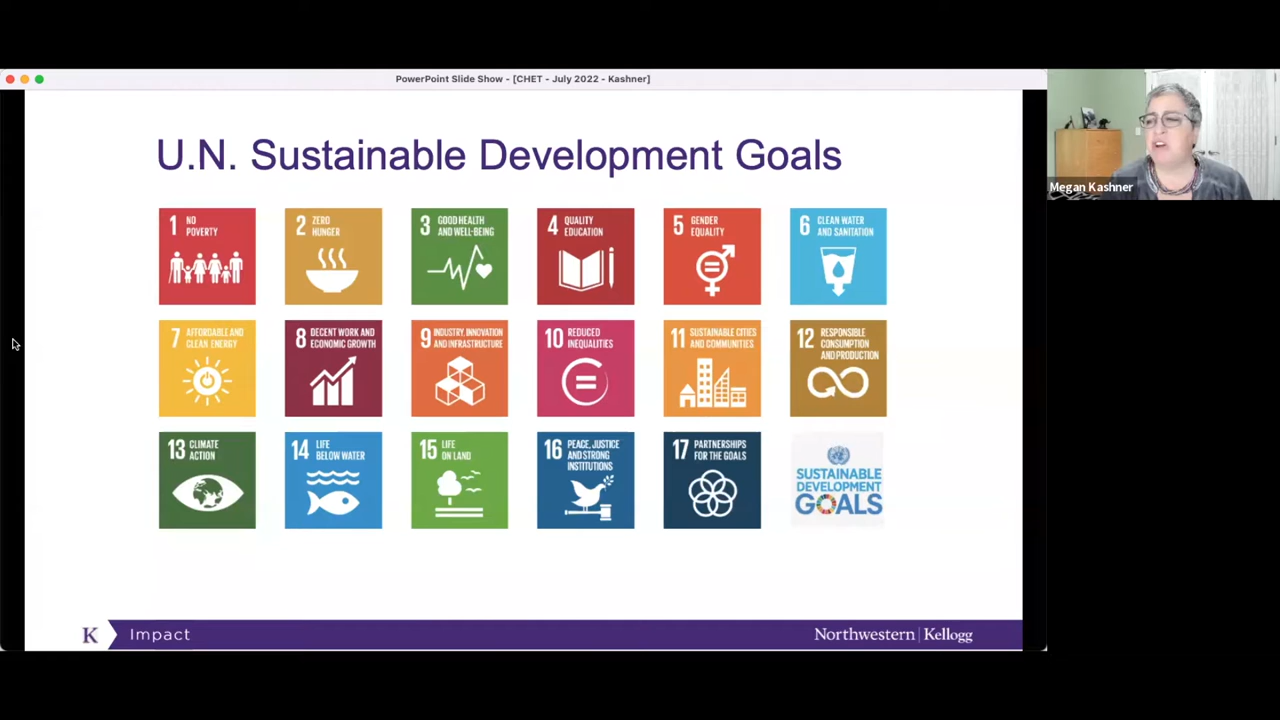 PowerPoint Slide Show - [CHET - July 2022 - Kashner]
U.N. Sustainable Development Goals
Megan Kashner
1 NO
POVERTY
2 ZERO
HUNGER
3 GOOD HEALTH
AND WELL-BEING
4 QUALITY
EDUCATION
5 GENDER
EQUALITY
6 CLEAN WATER
AND SANITATION
7 AFFORDABLE AND
CLEAN ENERGY
8 DECENT WORK AND
ECONOMIC GROWTH
9 INDUSTRY, INNOVATION
AND INFRASTRUCTURE
10 REDUCED
INEQUALITIES
11 SUSTAINABLE CITIES
AND COMMUNITIES
12 RESPONSIBLE
CONSUMPTION
AND PRODUCTION
13 CLIMATE
ACTION
14 LIFE
BELOW WATER
15 LIFE
ON LAND
16 PEACE, JUSTICE
AND STRONG
INSTITUTIONS
17 PARTNERSHIPS
FOR THE GOALS
SUSTAINABLE
DEVELOPMENT
GOALS
K Impact
Northwestern | Kellogg